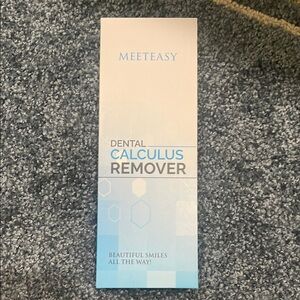 MEETEASY
DENTAL
CALCULUS
REMOVER
BEAUTIFUL SMILES
ALL THE WAY!